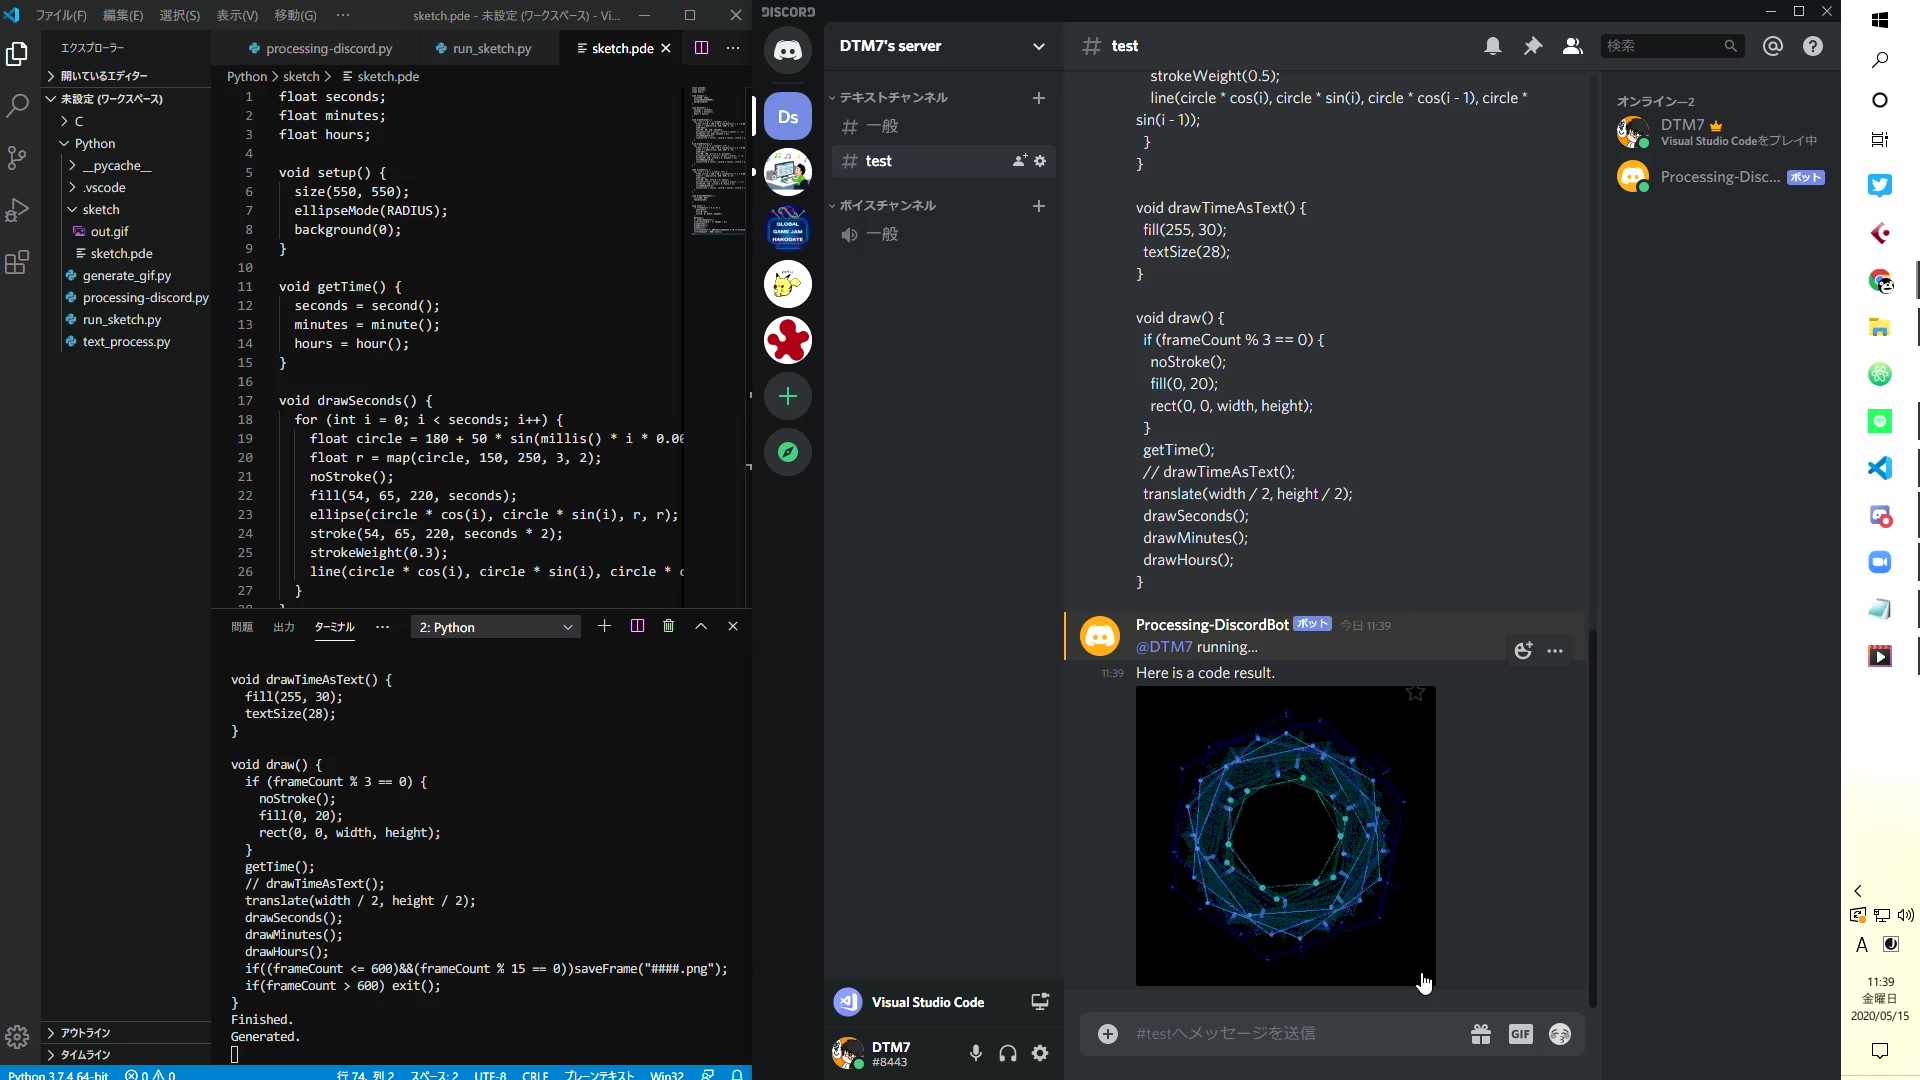 ファイル(F) 編集(E) 選択(S) 表示(V) 移動(G) ··· sketch.pde - 未設定 (ワークスペース) - Vi...
エクスプローラー
開いているエディター
未設定 (ワークスペース)
C
Python
__pycache__
.vscode
sketch
out.gif
sketch.pde
generate_gif.py
processing-discord.py
run_sketch.py
text_process.py
アウトライン
タイムライン
processing-discord.py run_sketch.py sketch.pde
Python > sketch > sketch.pde
1 float seconds;
2 float minutes;
3 float hours;
4
5 void setup() {
6 size(550, 550);
7 ellipseMode(RADIUS);
8 background(0);
9 }
10
11 void getTime() {
12 seconds = second();
13 minutes = minute();
14 hours = hour();
15 }
16
17 void drawSeconds() {
18 for (int i = 0; i < seconds; i++) {
19 float circle = 180 + 50 * sin(millis() * i * 0.00
20 float r = map(circle, 150, 250, 3, 2);
21 noStroke();
22 fill(54, 65, 220, seconds);
23 ellipse(circle * cos(i), circle * sin(i), r, r);
24 stroke(54, 65, 220, seconds * 2);
25 strokeWeight(0.3);
26 line(circle * cos(i), circle * sin(i), circle * c
27 }
問題 出力 ターミナル ··· 2: Python
void drawTimeAsText() {
fill(255, 30);
textSize(28);
}
void draw() {
if (frameCount % 3 == 0) {
noStroke();
fill(0, 20);
rect(0, 0, width, height);
}
getTime();
// drawTimeAsText();
translate(width / 2, height / 2);
drawSeconds();
drawMinutes();
drawHours();
if((frameCount <= 600)&&(frameCount % 15 == 0))saveFrame("####.png");
if(frameCount > 600) exit();
}
Finished.
Generated.
Python 3.7.4 64-bit 0 0 行 74、列 2 スペース: 2 UTF-8 CRLF プレーンテキスト Win32
DISCORD
Ds
GLOBAL
GAME JAM
HAKODATE
DTM7's server
テキストチャンネル
一般
test
ボイスチャンネル
一般
Visual Studio Code
DTM7
#8443
# test
検索
strokeWeight(0.5);
line(circle * cos(i), circle * sin(i), circle * cos(i - 1), circle *
sin(i - 1));
}
}
void drawTimeAsText() {
fill(255, 30);
textSize(28);
}
void draw() {
if (frameCount % 3 == 0) {
noStroke();
fill(0, 20);
rect(0, 0, width, height);
}
getTime();
// drawTimeAsText();
translate(width / 2, height / 2);
drawSeconds();
drawMinutes();
drawHours();
}
Processing-DiscordBot ボット 今日 11:39
@DTM7 running...
11:39 Here is a code result.
#testへメッセージを送信
GIF
オンライン—2
DTM7
Visual Studio Codeをプレイ中
Processing-Disc... ボット
A
11:39
金曜日
2020/05/15